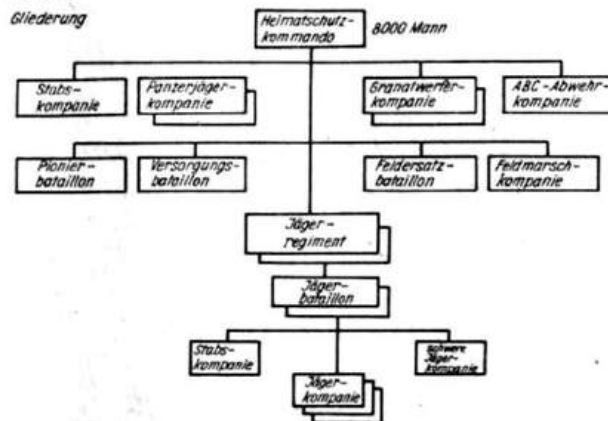 Gliederung
Heimatschutz-
kommando
8000 Mann
Stabs-
kompanie
Panzerjäger-
kompanie
Granatwerfer-
kompanie
ABC-Abwehr-
kompanie
Pionier-
bataillon
Versorgungs-
bataillon
Feldersatz-
bataillon
Feldmarsch-
kompanie
Jäger-
regiment
Jäger-
bataillon
Stabs-
kompanie
schwere
Jäger-
kompanie
Jäger-
kompanie